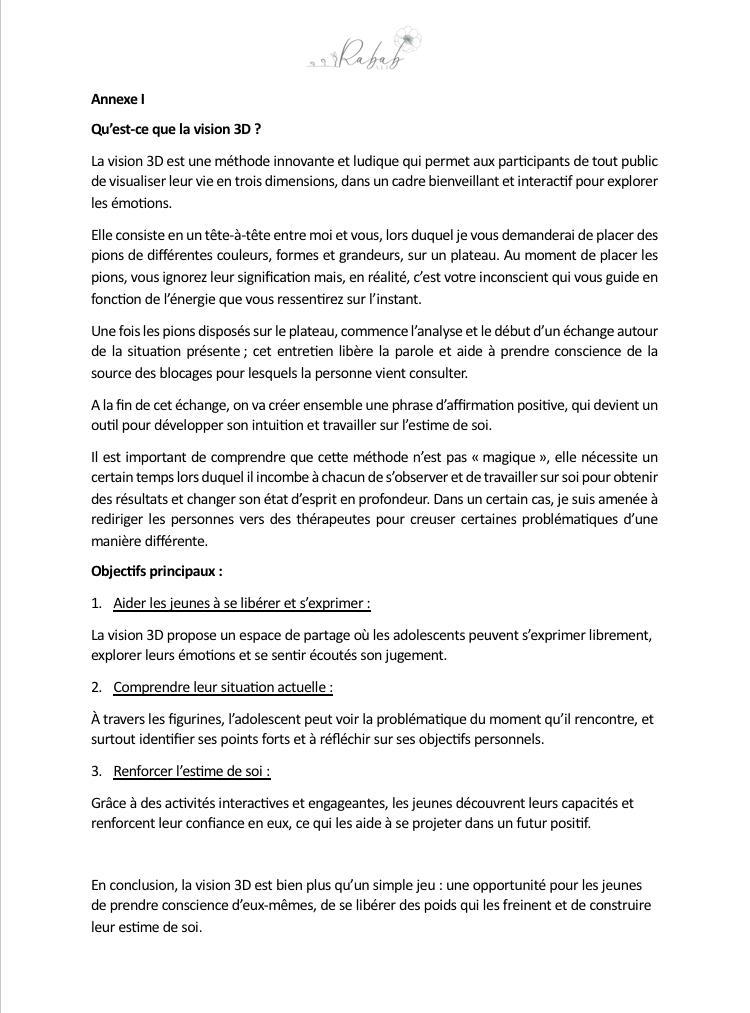 Rabab
Annexe I
Qu’est-ce que la vision 3D ?
La vision 3D est une méthode innovante et ludique qui permet aux participants de tout public
de visualiser leur vie en trois dimensions, dans un cadre bienveillant et interactif pour explorer
les émotions.
Elle consiste en un tête-à-tête entre moi et vous, lors duquel je vous demanderai de placer des
pions de différentes couleurs, formes et grandeurs, sur un plateau. Au moment de placer les
pions, vous ignorez leur signification mais, en réalité, c’est votre inconscient qui vous guide en
fonction de l’énergie que vous ressentirez sur l’instant.
Une fois les pions disposés sur le plateau, commence l’analyse et le début d’un échange autour
de la situation présente ; cet entretien libère la parole et aide à prendre conscience de la
source des blocages pour lesquels la personne vient consulter.
A la fin de cet échange, on va créer ensemble une phrase d’affirmation positive, qui devient un
outil pour développer son intuition et travailler sur l’estime de soi.
Il est important de comprendre que cette méthode n’est pas « magique », elle nécessite un
certain temps lors duquel il incombe à chacun de s’observer et de travailler sur soi pour obtenir
des résultats et changer son état d’esprit en profondeur. Dans un certain cas, je suis amenée à
rediriger les personnes vers des thérapeutes pour creuser certaines problématiques d’une
manière différente.
Objectifs principaux :
1. Aider les jeunes à se libérer et s’exprimer :
La vision 3D propose un espace de partage où les adolescents peuvent s’exprimer librement,
explorer leurs émotions et se sentir écoutés son jugement.
2. Comprendre leur situation actuelle :
À travers les figurines, l’adolescent peut voir la problématique du moment qu’il rencontre, et
surtout identifier ses points forts et à réfléchir sur ses objectifs personnels.
3. Renforcer l’estime de soi :
Grâce à des activités interactives et engageantes, les jeunes découvrent leurs capacités et
renforcent leur confiance en eux, ce qui les aide à se projeter dans un futur positif.
En conclusion, la vision 3D est bien plus qu’un simple jeu : une opportunité pour les jeunes
de prendre conscience d’eux-mêmes, de se libérer des poids qui les freinent et de construire
leur estime de soi.